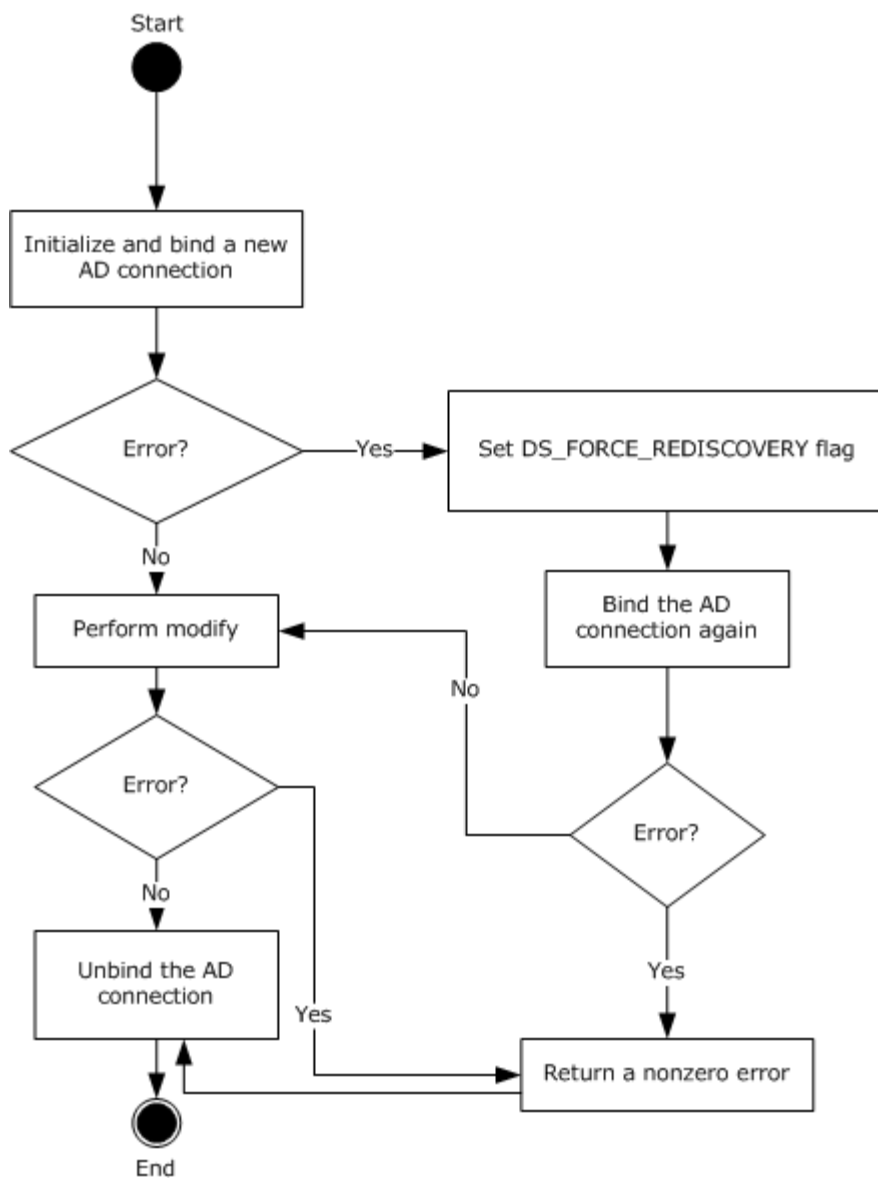 Start
Initialize and bind a new
AD connection
Error?
Yes
Set DS_FORCE_REDISCOVERY flag
No
Perform modify
Bind the AD
connection again
No
Error?
Error?
No
Unbind the AD
connection
Yes
Yes
Return a nonzero error
End